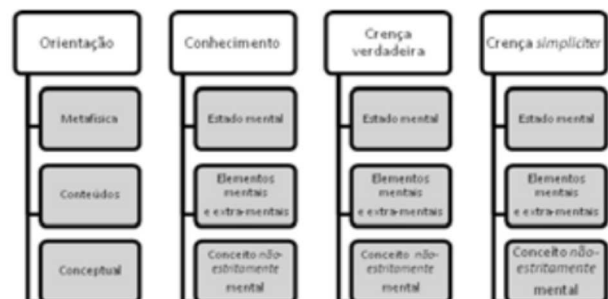 Orientação
Metafísica
Conteúdos
Conceptual
Conhecimento
Estado mental
Elementos
mentais
e extra-mentais
Conceito não-
estritamente
mental
Crença
verdadeira
Estado mental
Elementos
mentais
e extra-mentais
Conceito não-
estritamente
mental
Crença simpliciter
Estado mental
Elementos
mentais
e extra-mentais
Conceito não-
estritamente
mental